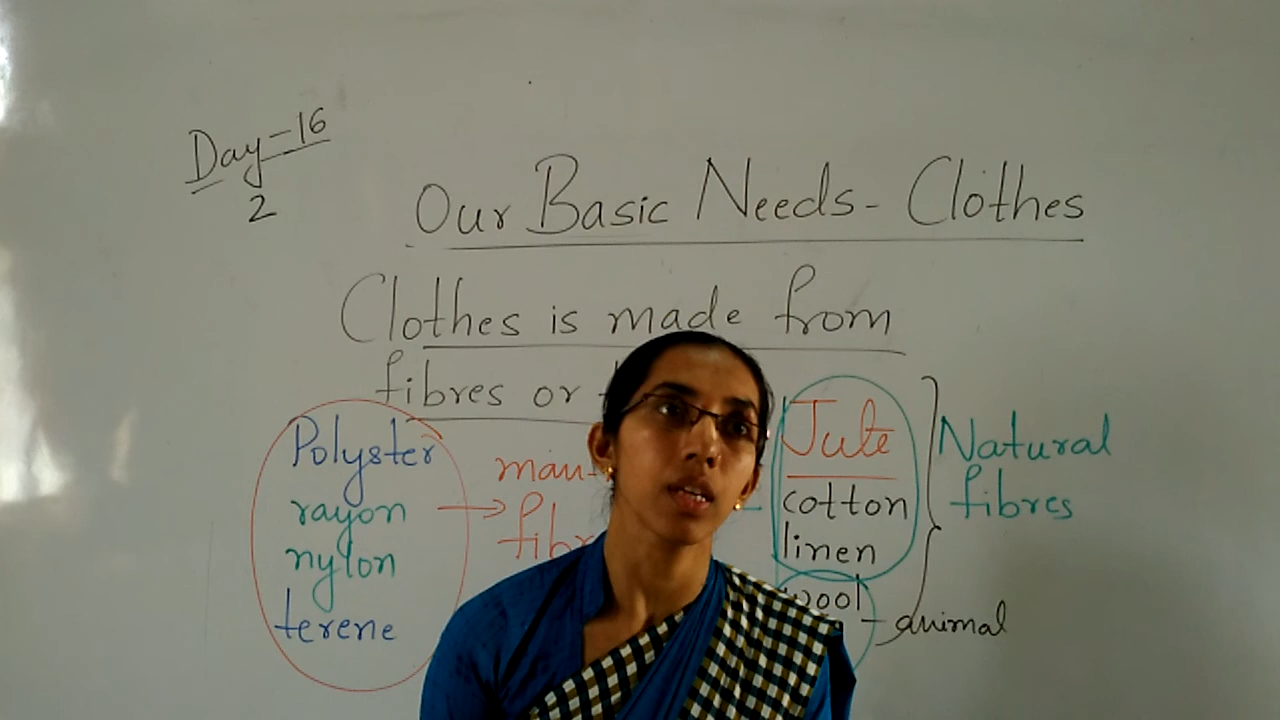 Day-16
2
Our Basic Needs- Clothes
Clothes is made from
fibres or
Polyster
rayon
nylon
terene
Jute
cotton
linen
wool
animal
Natural
fibres